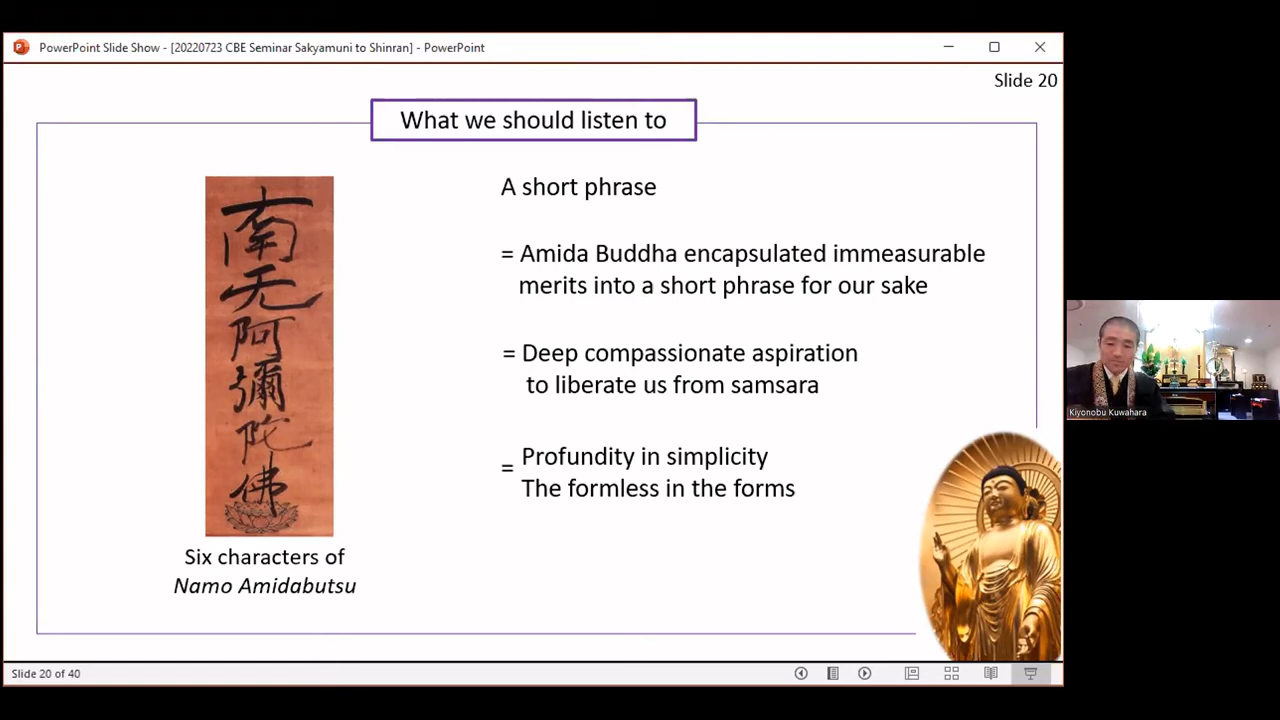 PowerPoint Slide Show - [20220723 CBE Seminar Sakyamuni to Shinran] - PowerPoint
Slide 20
What we should listen to
南
无
阿
彌
陀
佛
Six characters of
Namo Amidabutsu
A short phrase
= Amida Buddha encapsulated immeasurable
merits into a short phrase for our sake
= Deep compassionate aspiration
to liberate us from samsara
= Profundity in simplicity
The formless in the forms
Kiyonobu Kuwahara
Slide 20 of 40